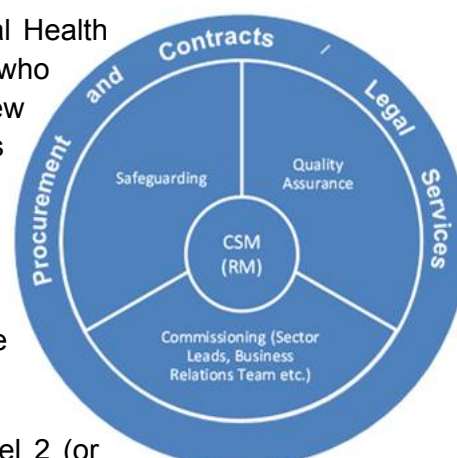 al Health
who
ew
s
e
el 2 (or
Procurement and Contracts / Legal Services
Safeguarding
Quality
Assurance
CSM
(RM)
Commissioning (Sector
Leads, Business
Relations Team etc.)